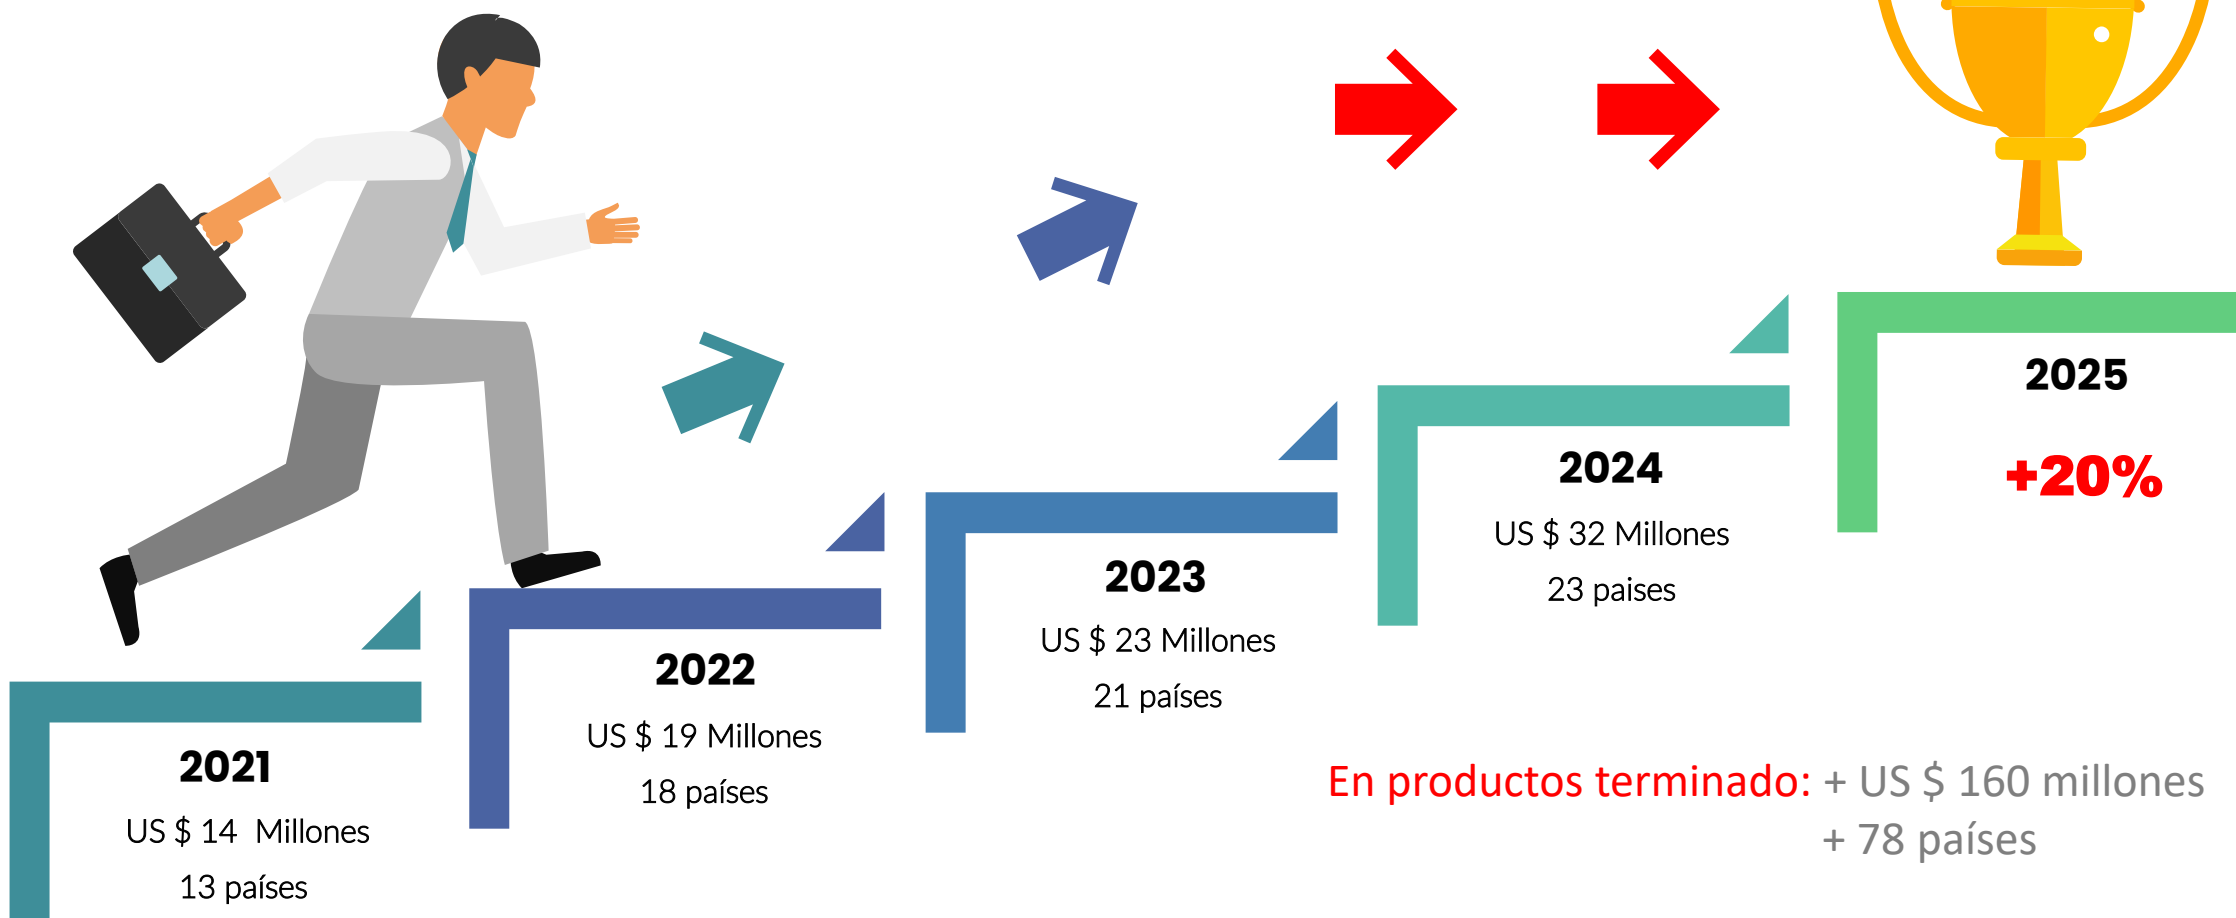 2021
US $ 14  Millones
13 países
2022
US $ 19 Millones
18 países
2023
US $ 23 Millones
21 países
2024
US $ 32 Millones
23 paises
2025
+20%
En productos terminado: + US $ 160 millones
+ 78 países